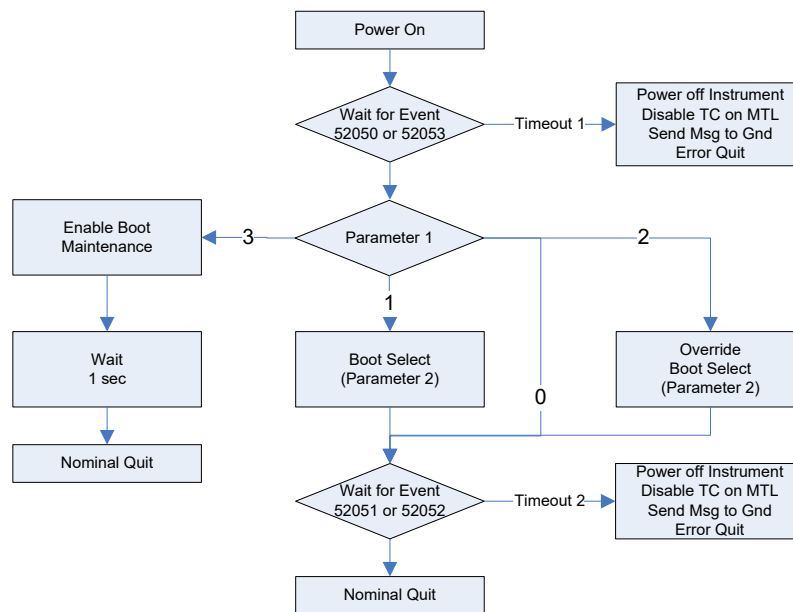 Power On
Wait for Event
52050 or 52053
Timeout 1
Power off Instrument
Disable TC on MTL
Send Msg to Gnd
Error Quit
Enable Boot
Maintenance
3
Parameter 1
2
1
Wait
1 sec
Boot Select
(Parameter 2)
Override
Boot Select
(Parameter 2)
0
Nominal Quit
Wait for Event
52051 or 52052
Timeout 2
Power off Instrument
Disable TC on MTL
Send Msg to Gnd
Error Quit
Nominal Quit